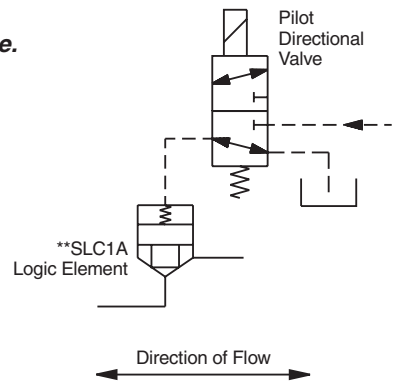 e.
Pilot
Directional
Valve
**SLC1A
Logic Element
Direction of Flow